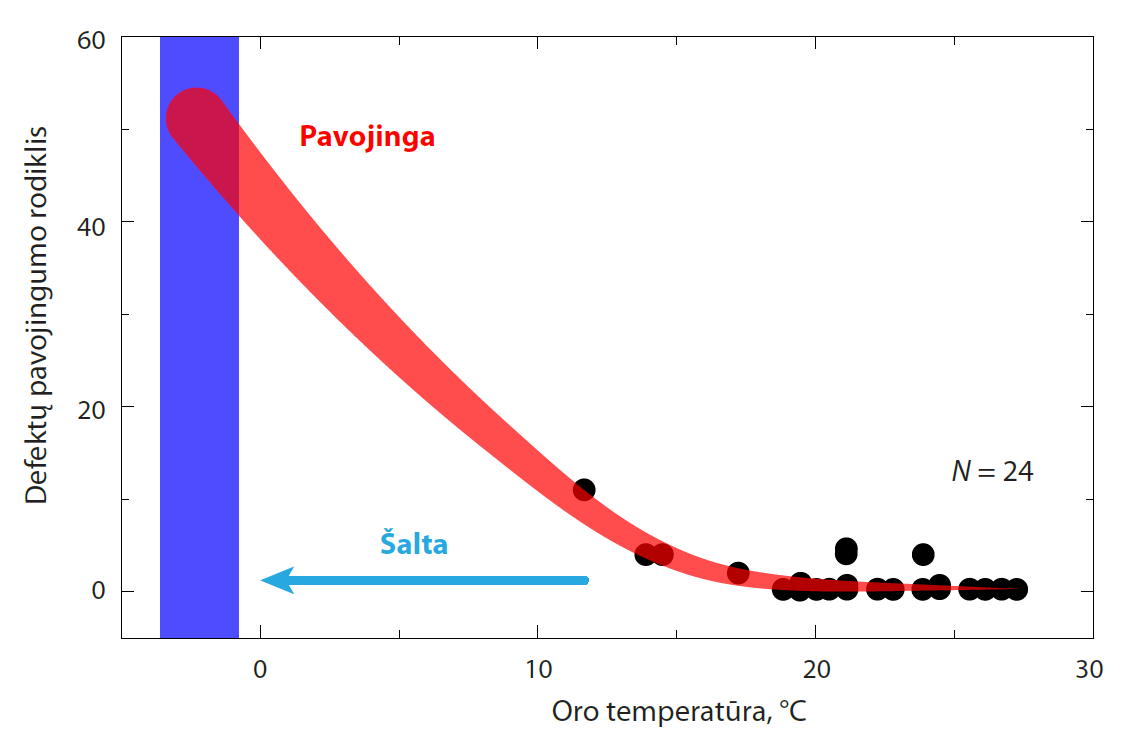 60
40
20
0
Defektų pavojingumo rodiklis
Pavojinga
Šalta
N = 24
0
10
20
30
Oro temperatūra, °C